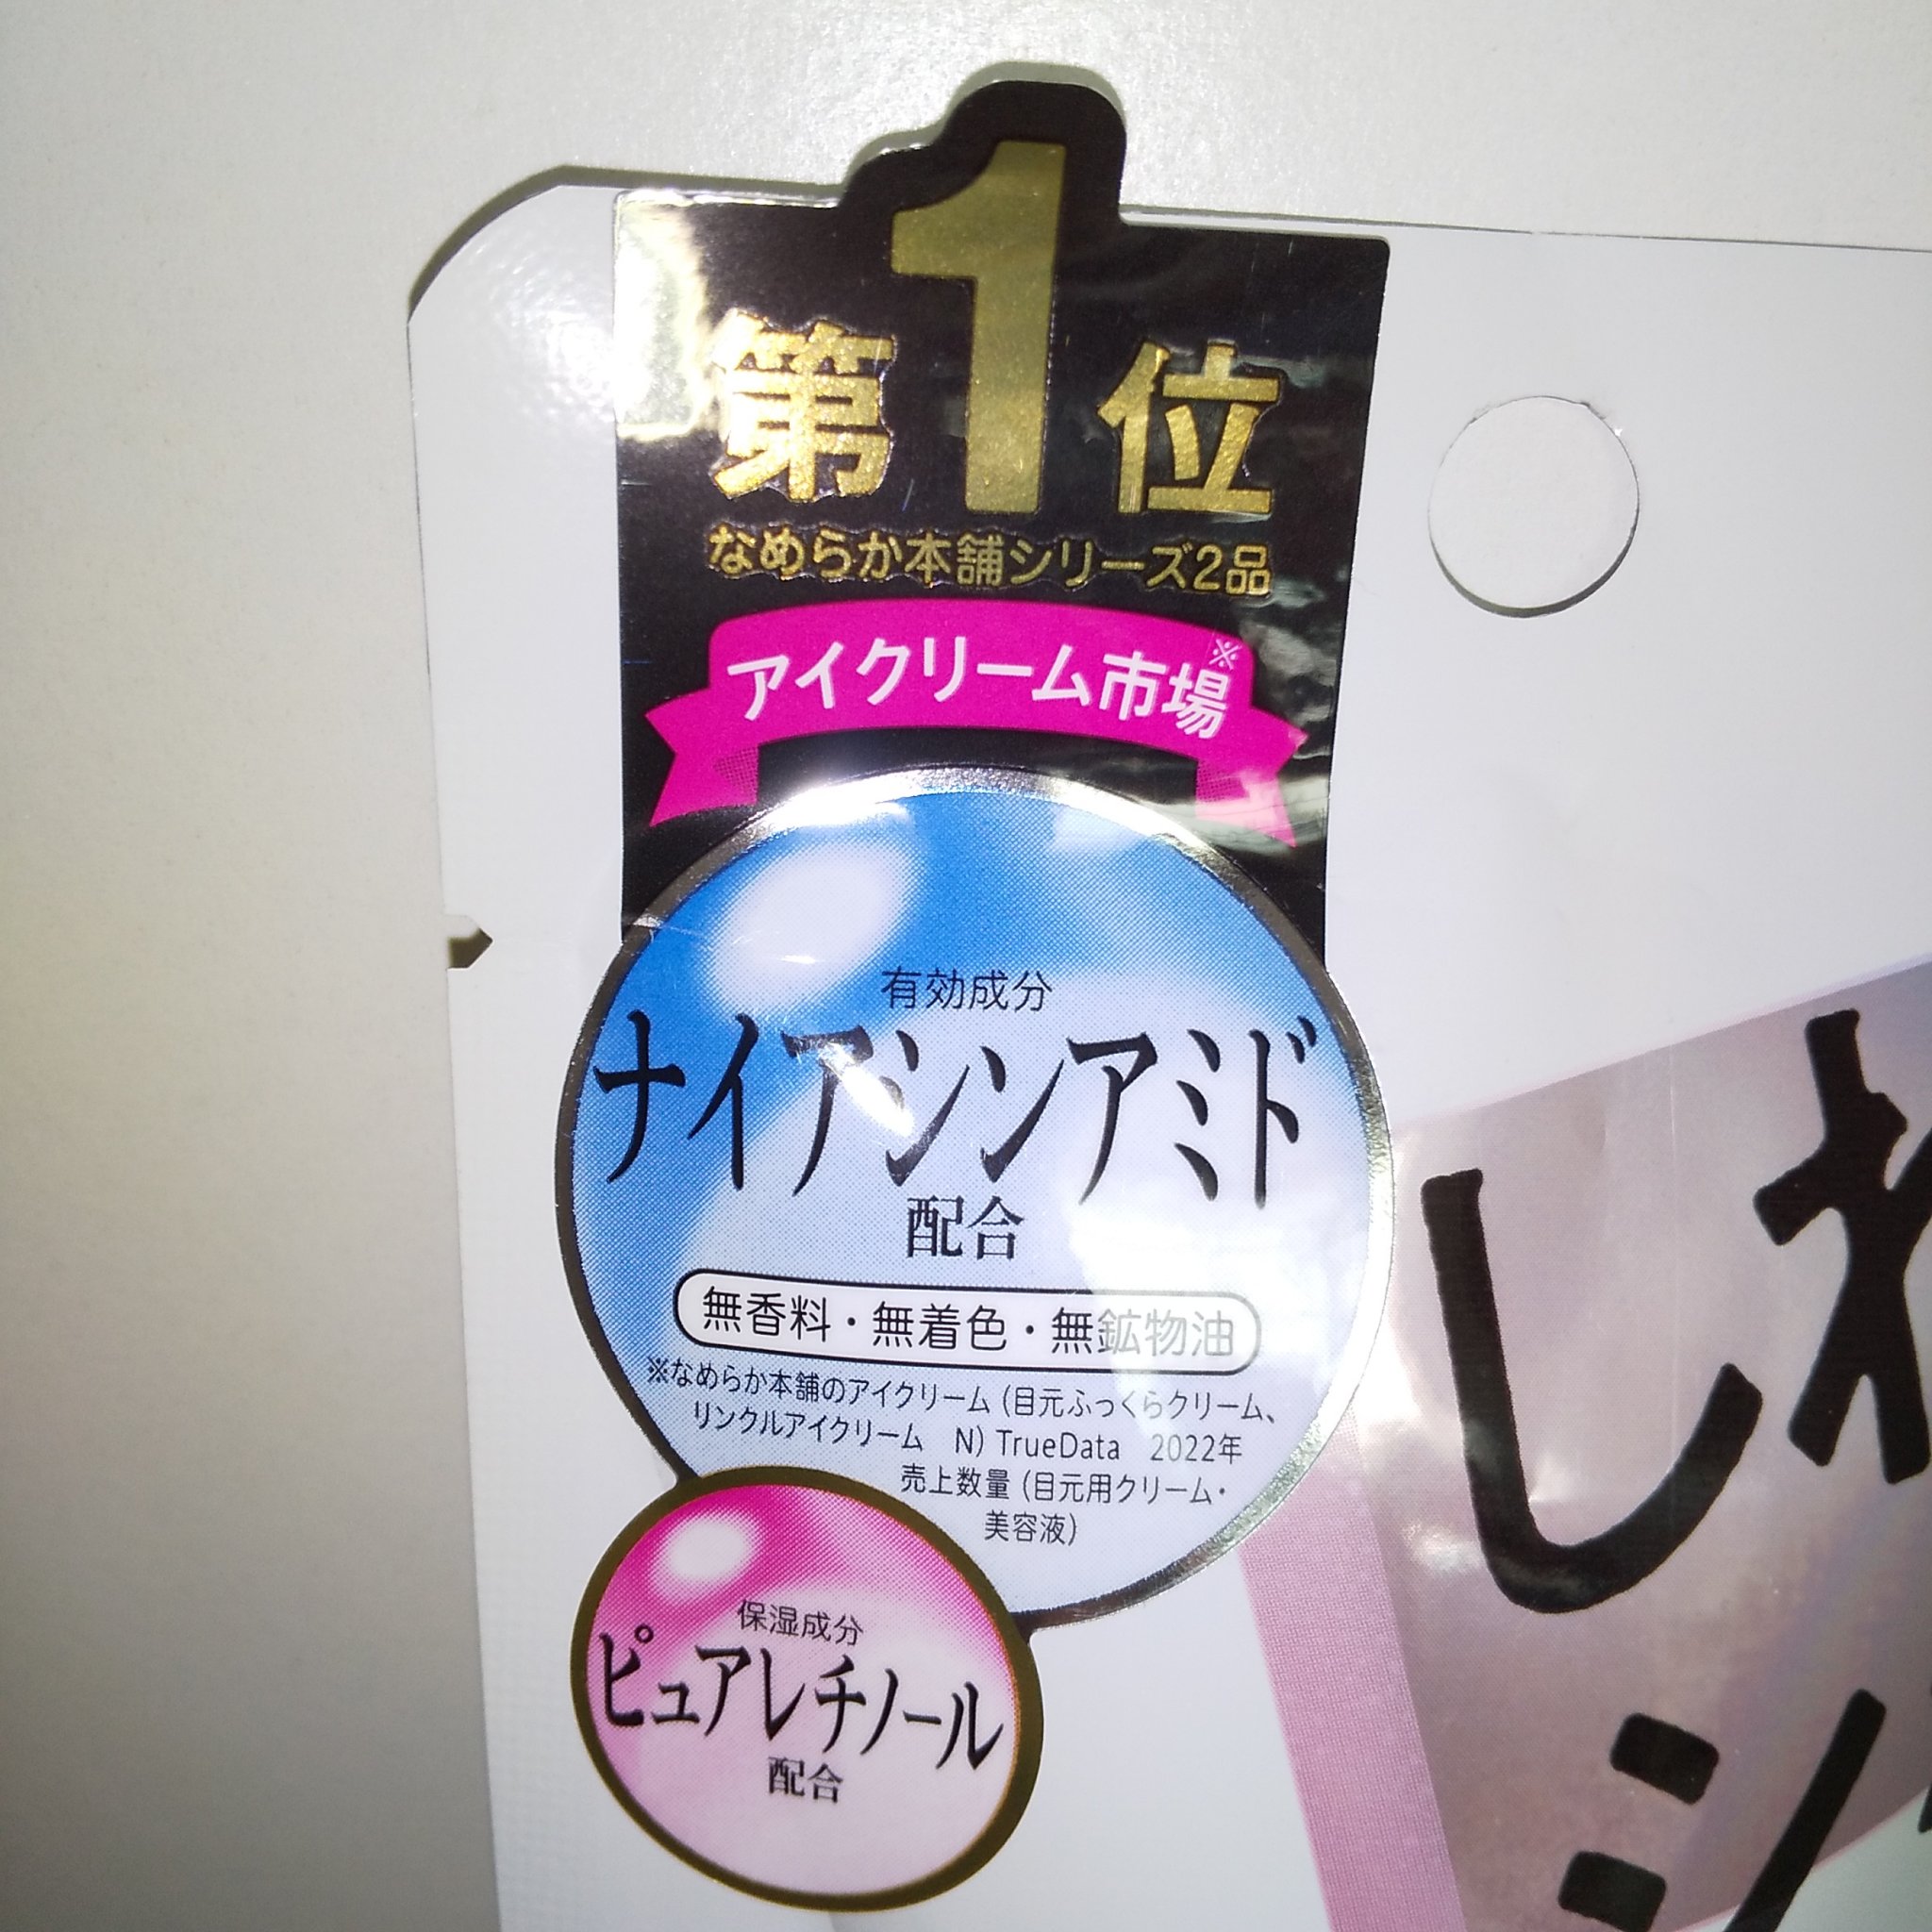 第1位
なめらか本舗シリーズ2品
アイクリーム市場※
有効成分
ナイアシンアミド
配合
無香料・無着色・無鉱物油
※なめらか本舗のアイクリーム(目元ふっくらクリーム、
リンクルアイクリーム N) TrueData 2022年
売上数量(目元用クリーム・
美容液)
保湿成分
ピュアレチノール
配合
し
シ